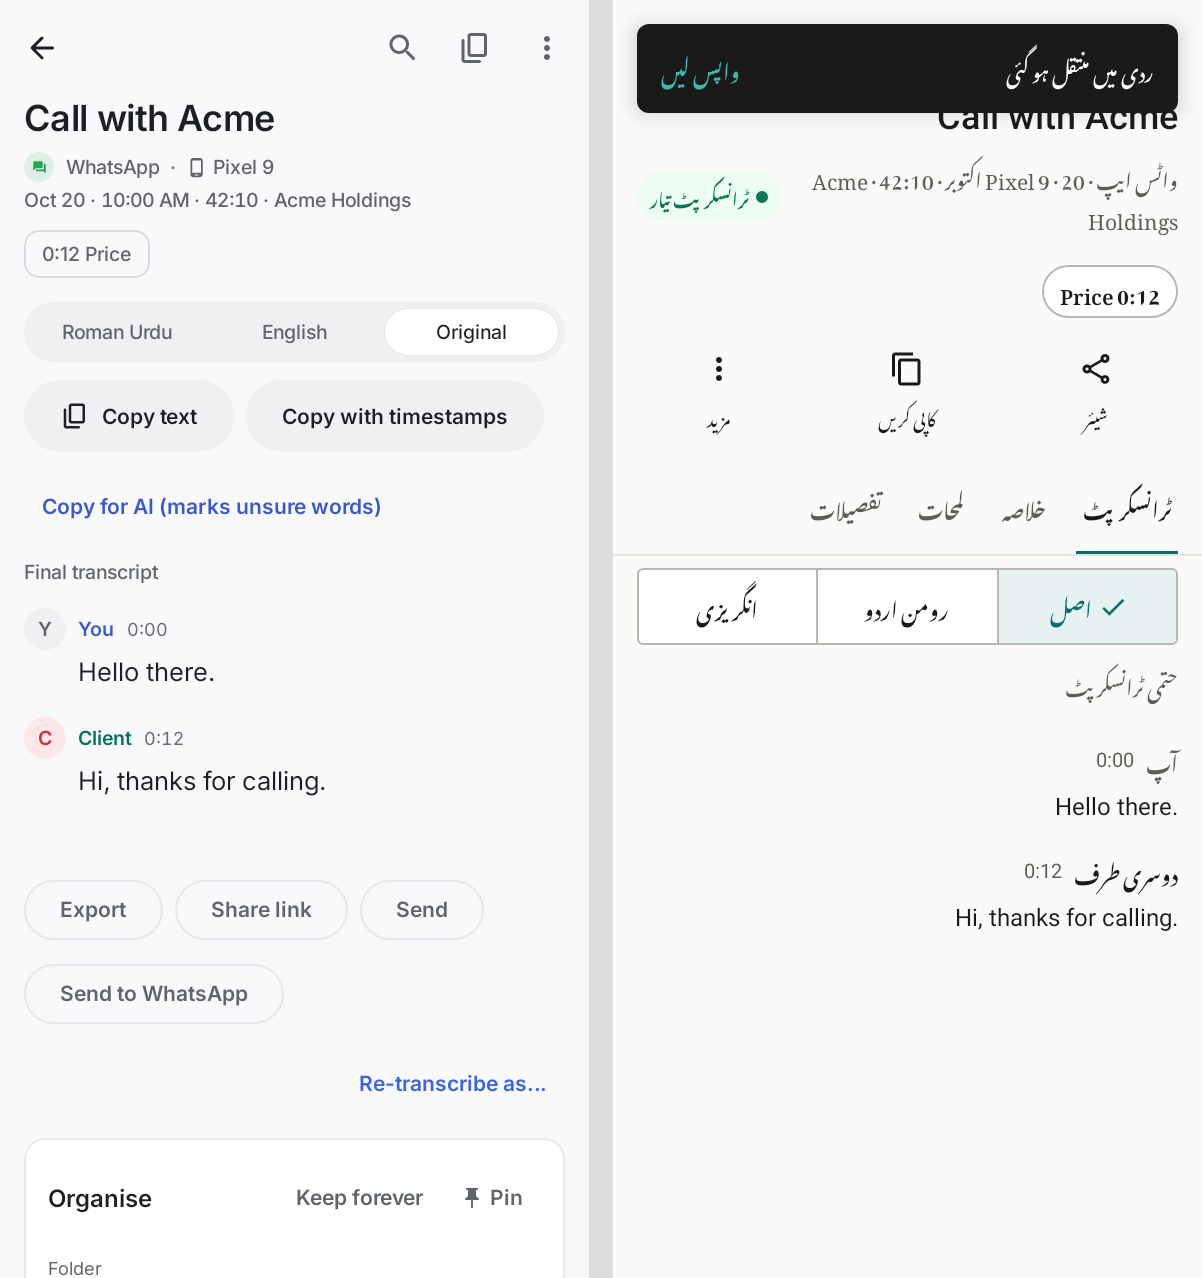 Call with Acme
WhatsApp · Pixel 9
Oct 20 · 10:00 AM · 42:10 · Acme Holdings
0:12 Price
Roman Urdu English Original
Copy text Copy with timestamps
Copy for AI (marks unsure words)
Final transcript
Y You 0:00
Hello there.
C Client 0:12
Hi, thanks for calling.
Export Share link Send
Send to WhatsApp
Re-transcribe as...
Organise Keep forever Pin
Folder
ردی میں منتقل ہو گئی
واپس لیں
Call with Acme
واٹس ایپ · Pixel 9 · 20 اکتوبر · 42:10 · Acme
Holdings
ٹرانسکرپٹ تیار
Price 0:12
شیئر
کاپی کریں
مزید
ٹرانسکرپٹ خلاصہ لمحات تفصیلات
اصل رومن اردو انگریزی
حتمی ٹرانسکرپٹ
آپ 0:00
Hello there.
دوسری طرف 0:12
Hi, thanks for calling.